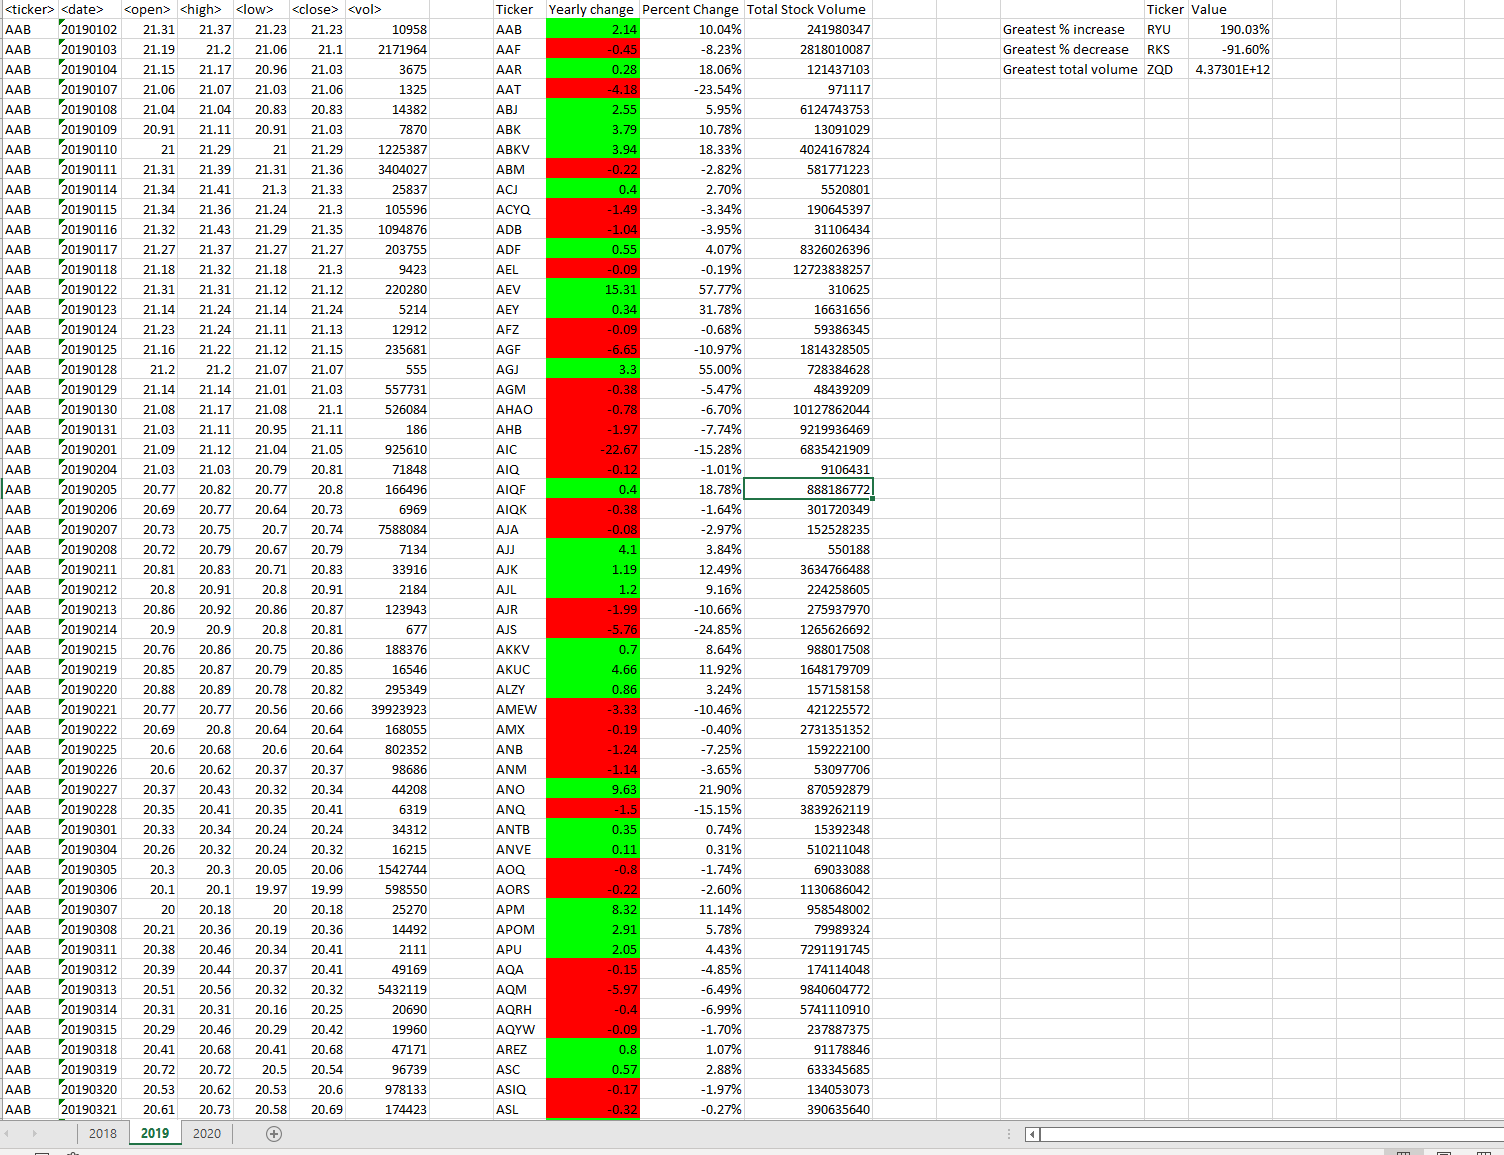 <ticker> <date> <open> <high> <low> <close> <vol> Ticker Yearly change Percent Change Total Stock Volume Ticker Value
AAB 20190102 21.31 21.37 21.23 21.23 10958 AAB 2.14 10.04% 241980347 Greatest % increase RYU 190.03%
AAB 20190103 21.19 21.2 21.06 21.1 2171964 AAF -0.45 -8.23% 2818010087 Greatest % decrease RKS -91.60%
AAB 20190104 21.15 21.17 20.96 21.03 3675 AAR 0.28 18.06% 121437103 Greatest total volume ZQD 4.37301E+12
AAB 20190107 21.06 21.07 21.03 21.06 1325 AAT -4.18 -23.54% 971117
AAB 20190108 21.04 21.04 20.83 20.83 14382 ABJ 2.55 5.95% 6124743753
AAB 20190109 20.91 21.11 20.91 21.03 7870 ABK 3.79 10.78% 13091029
AAB 20190110 21 21.29 21 21.29 1225387 ABKV 3.94 18.33% 4024167824
AAB 20190111 21.31 21.39 21.31 21.36 3404027 ABM -0.22 -2.82% 581771223
AAB 20190114 21.34 21.41 21.3 21.33 25837 ACJ 0.4 2.70% 5520801
AAB 20190115 21.34 21.36 21.24 21.3 105596 ACYQ -1.49 -3.34% 190645397
AAB 20190116 21.32 21.43 21.29 21.35 1094876 ADB -1.04 -3.95% 31106434
AAB 20190117 21.27 21.37 21.27 21.27 203755 ADF 0.55 4.07% 8326026396
AAB 20190118 21.18 21.32 21.18 21.3 9423 AEL -0.09 -0.19% 12723838257
AAB 20190122 21.31 21.31 21.12 21.12 220280 AEV 15.31 57.77% 310625
AAB 20190123 21.14 21.24 21.14 21.24 5214 AEY 0.34 31.78% 16631656
AAB 20190124 21.23 21.24 21.11 21.13 12912 AFZ -0.09 -0.68% 59386345
AAB 20190125 21.16 21.22 21.12 21.15 235681 AGF -6.65 -10.97% 1814328505
AAB 20190128 21.2 21.2 21.07 21.07 555 AGJ 3.3 55.00% 728384628
AAB 20190129 21.14 21.14 21.01 21.03 557731 AGM -0.38 -5.47% 48439209
AAB 20190130 21.08 21.17 21.08 21.1 526084 AHAO -0.78 -6.70% 10127862044
AAB 20190131 21.03 21.11 20.95 21.11 186 AHB -1.97 -7.74% 9219936469
AAB 20190201 21.09 21.12 21.04 21.05 925610 AIC -22.67 -15.28% 6835421909
AAB 20190204 21.03 21.03 20.79 20.81 71848 AIQ -0.12 -1.01% 9106431
AAB 20190205 20.77 20.82 20.77 20.8 166496 AIQF 0.4 18.78% 888186772
AAB 20190206 20.69 20.77 20.64 20.73 6969 AIQK -0.38 -1.64% 301720349
AAB 20190207 20.73 20.75 20.7 20.74 7588084 AJA -0.08 -2.97% 152528235
AAB 20190208 20.72 20.79 20.67 20.79 7134 AJJ 4.1 3.84% 550188
AAB 20190211 20.81 20.83 20.71 20.83 33916 AJK 1.19 12.49% 3634766488
AAB 20190212 20.8 20.91 20.8 20.91 2184 AJL 1.2 9.16% 224258605
AAB 20190213 20.86 20.92 20.86 20.87 123943 AJR -1.99 -10.66% 275937970
AAB 20190214 20.9 20.9 20.8 20.81 677 AJS -5.76 -24.85% 1265626692
AAB 20190215 20.76 20.86 20.75 20.86 188376 AKKV 0.7 8.64% 988017508
AAB 20190219 20.85 20.87 20.79 20.85 16546 AKUC 4.66 11.92% 1648179709
AAB 20190220 20.88 20.89 20.78 20.82 295349 ALZY 0.86 3.24% 157158158
AAB 20190221 20.77 20.77 20.56 20.66 39923923 AMEW -3.33 -10.46% 421225572
AAB 20190222 20.69 20.8 20.64 20.64 168055 AMX -0.19 -0.40% 2731351352
AAB 20190225 20.6 20.68 20.6 20.64 802352 ANB -1.24 -7.25% 159222100
AAB 20190226 20.6 20.62 20.37 20.37 98686 ANM -1.14 -3.65% 53097706
AAB 20190227 20.37 20.43 20.32 20.34 44208 ANO 9.63 21.90% 870592879
AAB 20190228 20.35 20.41 20.35 20.41 6319 ANQ -1.5 -15.15% 3839262119
AAB 20190301 20.33 20.34 20.24 20.24 34312 ANTB 0.35 0.74% 15392348
AAB 20190304 20.26 20.32 20.24 20.32 16215 ANVE 0.11 0.31% 510211048
AAB 20190305 20.3 20.3 20.05 20.06 1542744 AOQ -0.8 -1.74% 69033088
AAB 20190306 20.1 20.1 19.97 19.99 598550 AORS -0.22 -2.60% 1130686042
AAB 20190307 20 20.18 20 20.18 25270 APM 8.32 11.14% 958548002
AAB 20190308 20.21 20.36 20.19 20.36 14492 APOM 2.91 5.78% 79989324
AAB 20190311 20.38 20.46 20.34 20.41 2111 APU 2.05 4.43% 7291191745
AAB 20190312 20.39 20.44 20.37 20.41 49169 AQA -0.15 -4.85% 174114048
AAB 20190313 20.51 20.56 20.32 20.32 5432119 AQM -5.97 -6.49% 9840604772
AAB 20190314 20.31 20.31 20.16 20.25 20690 AQRH -0.4 -6.99% 5741110910
AAB 20190315 20.29 20.46 20.29 20.42 19960 AQYW -0.09 -1.70% 237887375
AAB 20190318 20.41 20.68 20.41 20.68 47171 AREZ 0.8 1.07% 91178846
AAB 20190319 20.72 20.72 20.5 20.54 96739 ASC 0.57 2.88% 633345685
AAB 20190320 20.53 20.62 20.53 20.6 978133 ASIQ -0.17 -1.97% 134053073
AAB 20190321 20.61 20.73 20.58 20.69 174423 ASL -0.32 -0.27% 390635640
2018 2019 2020